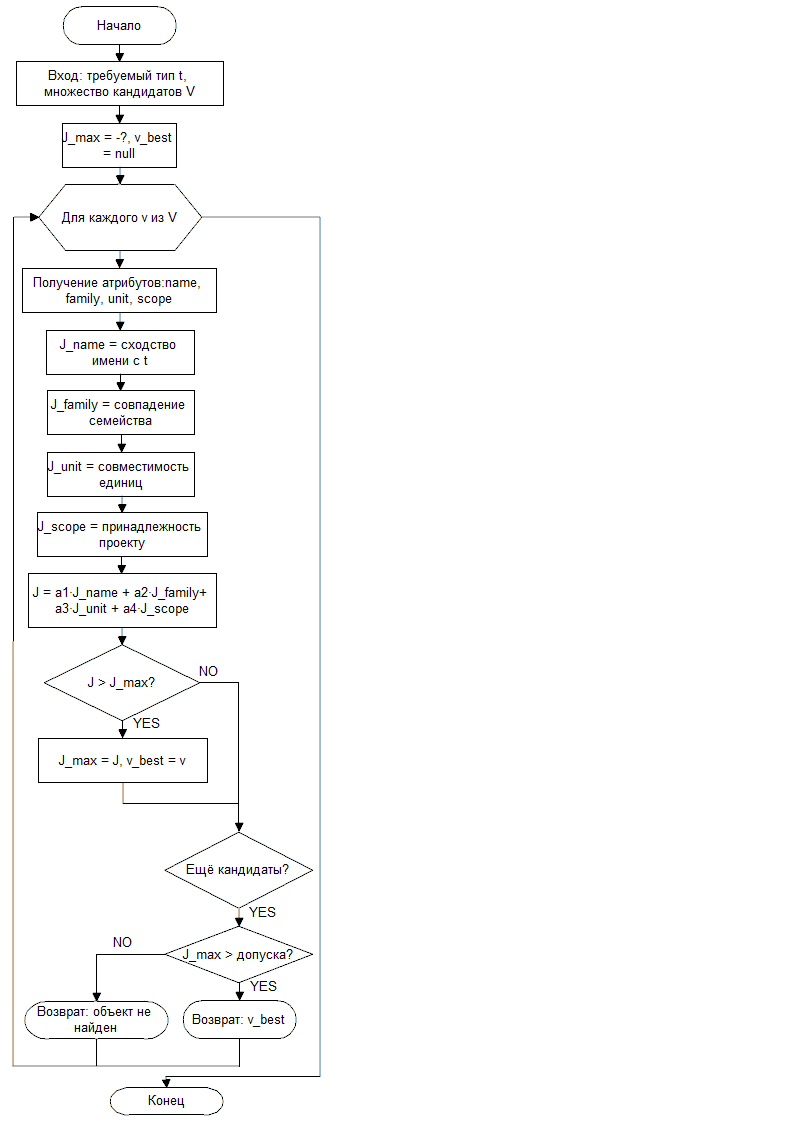 Начало
Вход: требуемый тип t,
множество кандидатов V
J_max = -?, v_best
= null
Для каждого v из V
Получение атрибутов:name,
family, unit, scope
J_name = сходство
имени с t
J_family = совпадение
семейства
J_unit = совместимость
единиц
J_scope = принадлежность
проекту
J = a1·J_name + a2·J_family+
a3·J_unit + a4·J_scope
J > J_max?
NO
YES
J_max = J, v_best = v
Ещё кандидаты?
YES
J_max > допуска?
NO
YES
Возврат: объект не
найден
Возврат: v_best
Конец